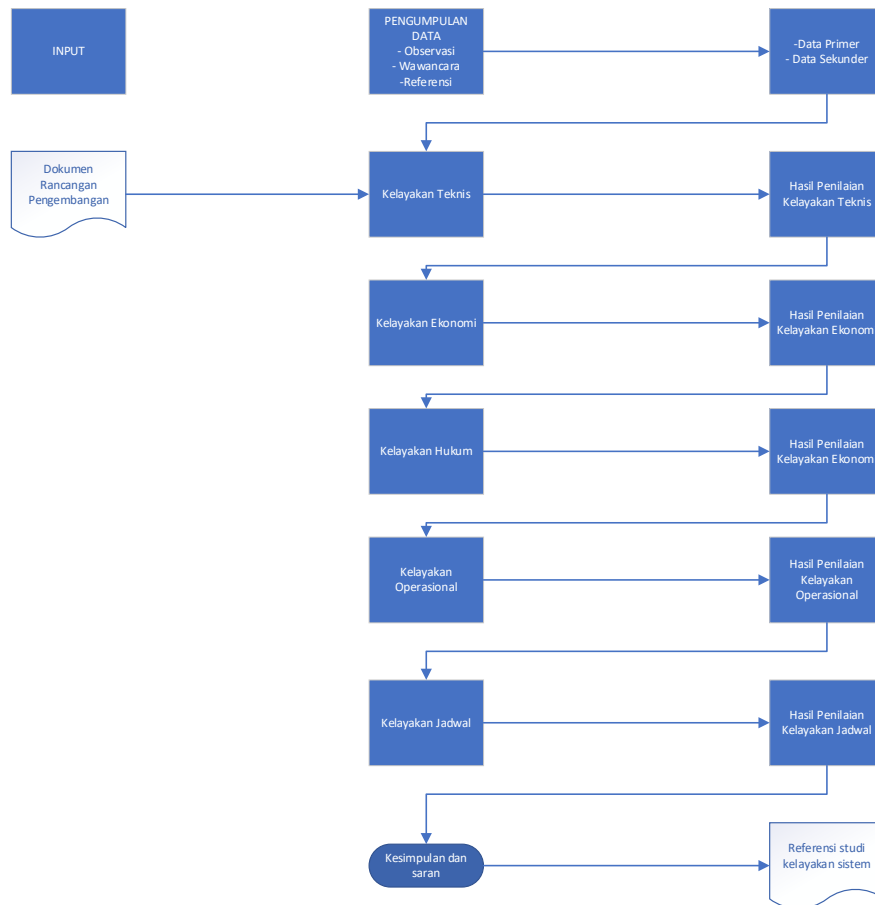 INPUT
PENGUMPULAN
DATA
- Observasi
- Wawancara
-Referensi
-Data Primer
- Data Sekunder
Dokumen
Rancangan
Pengembangan
Kelayakan Teknis
Hasil Penilaian
Kelayakan Teknis
Kelayakan Ekonomi
Hasil Penilaian
Kelayakan Ekonom
Kelayakan Hukum
Hasil Penilaian
Kelayakan Ekonom
Kelayakan
Operasional
Hasil Penilaian
Kelayakan
Operasional
Kelayakan Jadwal
Hasil Penilaian
Kelayakan Jadwal
Kesimpulan dan
saran
Referensi studi
kelayakan sistem